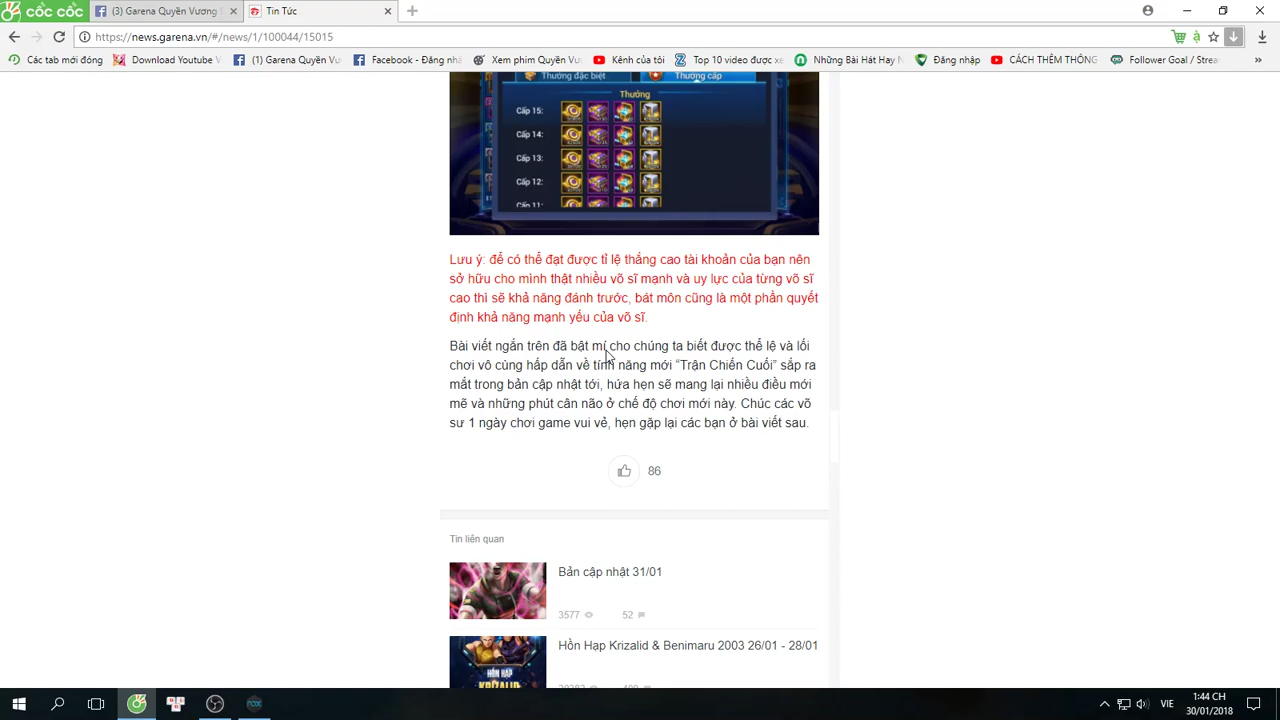 cốc cốc
(3) Garena Quyền Vương
Tin Tức
https://news.garena.vn/#/news/1/100044/15015
Các tab mới đóng
Download Youtube V
(1) Garena Quyền Vư
Facebook - Đăng nhậ
Xem phim Quyền Vu
Kênh của tôi
Top 10 video được xe
Những Bài Hát Hay N
Đăng nhập
CÁCH THÊM THÔNG
Follower Goal / Strea
Thưởng đặc biệt
Thưởng cấp
Thưởng
Cấp 15:
Cấp 14:
Cấp 13:
Cấp 12:
Cấp 11:
Lưu ý: để có thể đạt được tỉ lệ thắng cao tài khoản của bạn nên
sở hữu cho mình thật nhiều võ sĩ mạnh và uy lực của từng võ sĩ
cao thì sẽ khả năng đánh trước, bát môn cũng là một phần quyết
định khả năng mạnh yếu của võ sĩ.
Bài viết ngắn trên đã bật mí cho chúng ta biết được thể lệ và lối
chơi vô cùng hấp dẫn về tính năng mới “Trận Chiến Cuối” sắp ra
mắt trong bản cập nhật tới, hứa hẹn sẽ mang lại nhiều điều mới
mẽ và những phút cân não ở chế độ chơi mới này. Chúc các võ
sư 1 ngày chơi game vui vẻ, hẹn gặp lại các bạn ở bài viết sau.
86
Tin liên quan
Bản cập nhật 31/01
3577
52
Hồn Hạp Krizalid & Benimaru 2003 26/01 - 28/01
HỒN HẠP
VIE
1:44 CH
30/01/2018